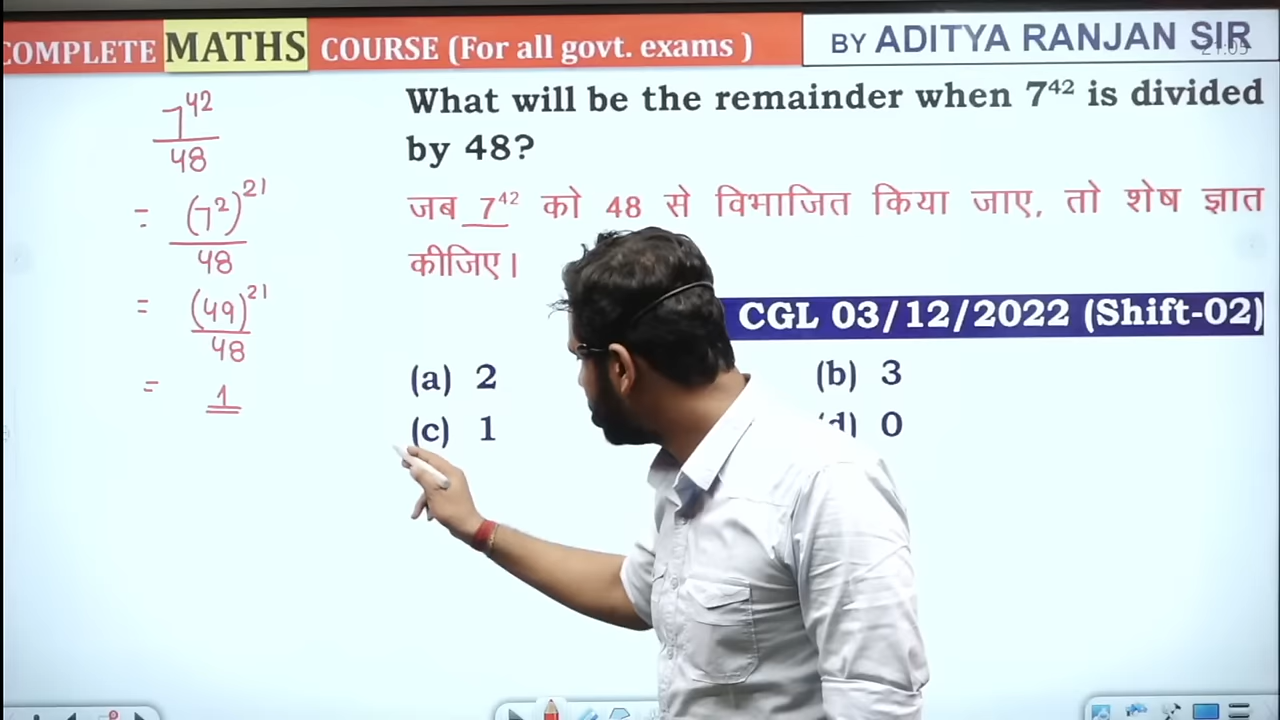 COMPLETE MATHS COURSE (For all govt. exams )
BY ADITYA RANJAN SIR
21:05
What will be the remainder when 7⁴² is divided
by 48?
जब 7⁴² को 48 से विभाजित किया जाए, तो शेष ज्ञात
कीजिए।
CGL 03/12/2022 (Shift-02)
(a) 2
(b) 3
(c) 1
(d) 0
7⁴²
48
= (7²)²¹
48
= (49)²¹
48
= 1